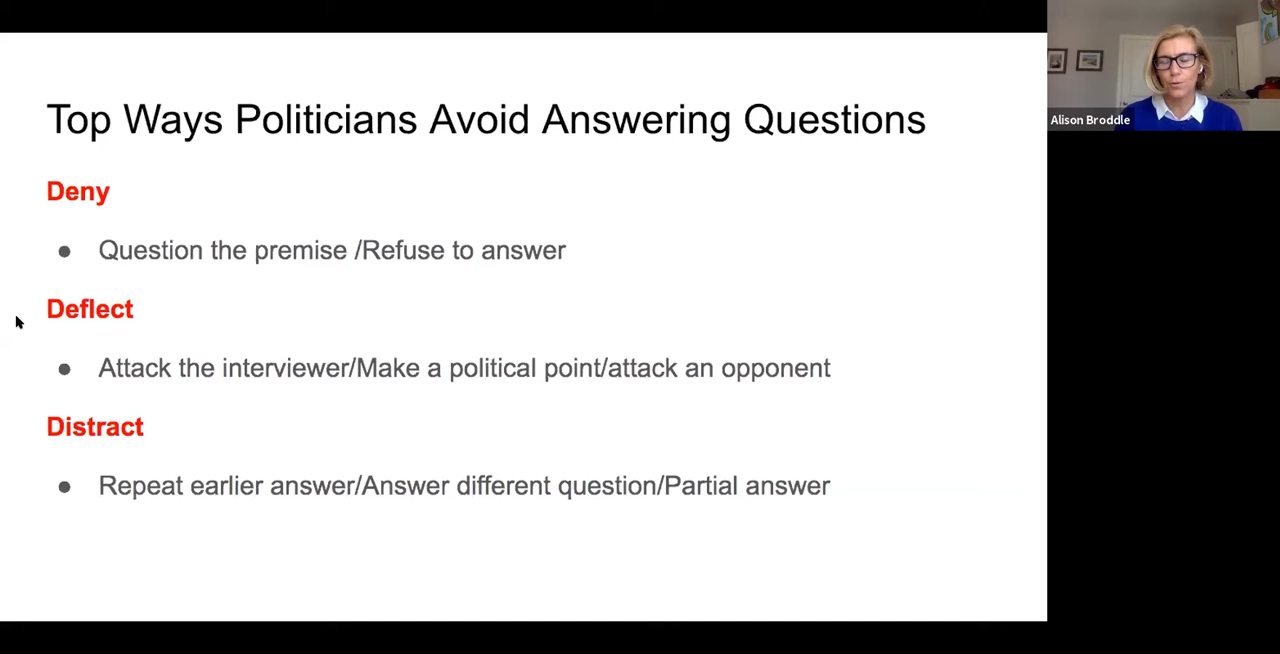 Top Ways Politicians Avoid Answering Questions
Deny
● Question the premise /Refuse to answer
Deflect
● Attack the interviewer/Make a political point/attack an opponent
Distract
● Repeat earlier answer/Answer different question/Partial answer
Alison Broddle